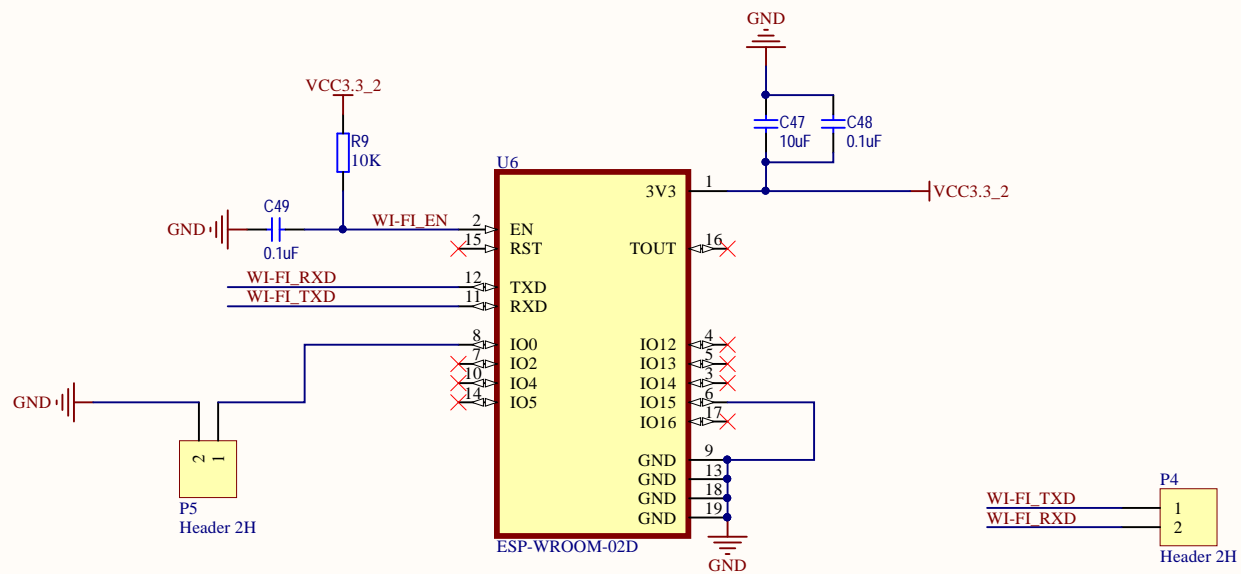 GND
VCC3.3_2
R9
10K
C47
10uF
C48
0.1uF
U6
3V3
1
VCC3.3_2
C49
GND
0.1uF
WI-FI_EN
2
EN
15
RST
TOUT
16
WI-FI_RXD
12
TXD
WI-FI_TXD
11
RXD
8
IO0
7
IO2
10
IO4
14
IO5
IO12
4
IO13
5
IO14
3
IO15
6
IO16
17
GND
2
1
P5
Header 2H
GND
9
GND
13
GND
18
GND
19
ESP-WROOM-02D
GND
P4
WI-FI_TXD
1
WI-FI_RXD
2
Header 2H